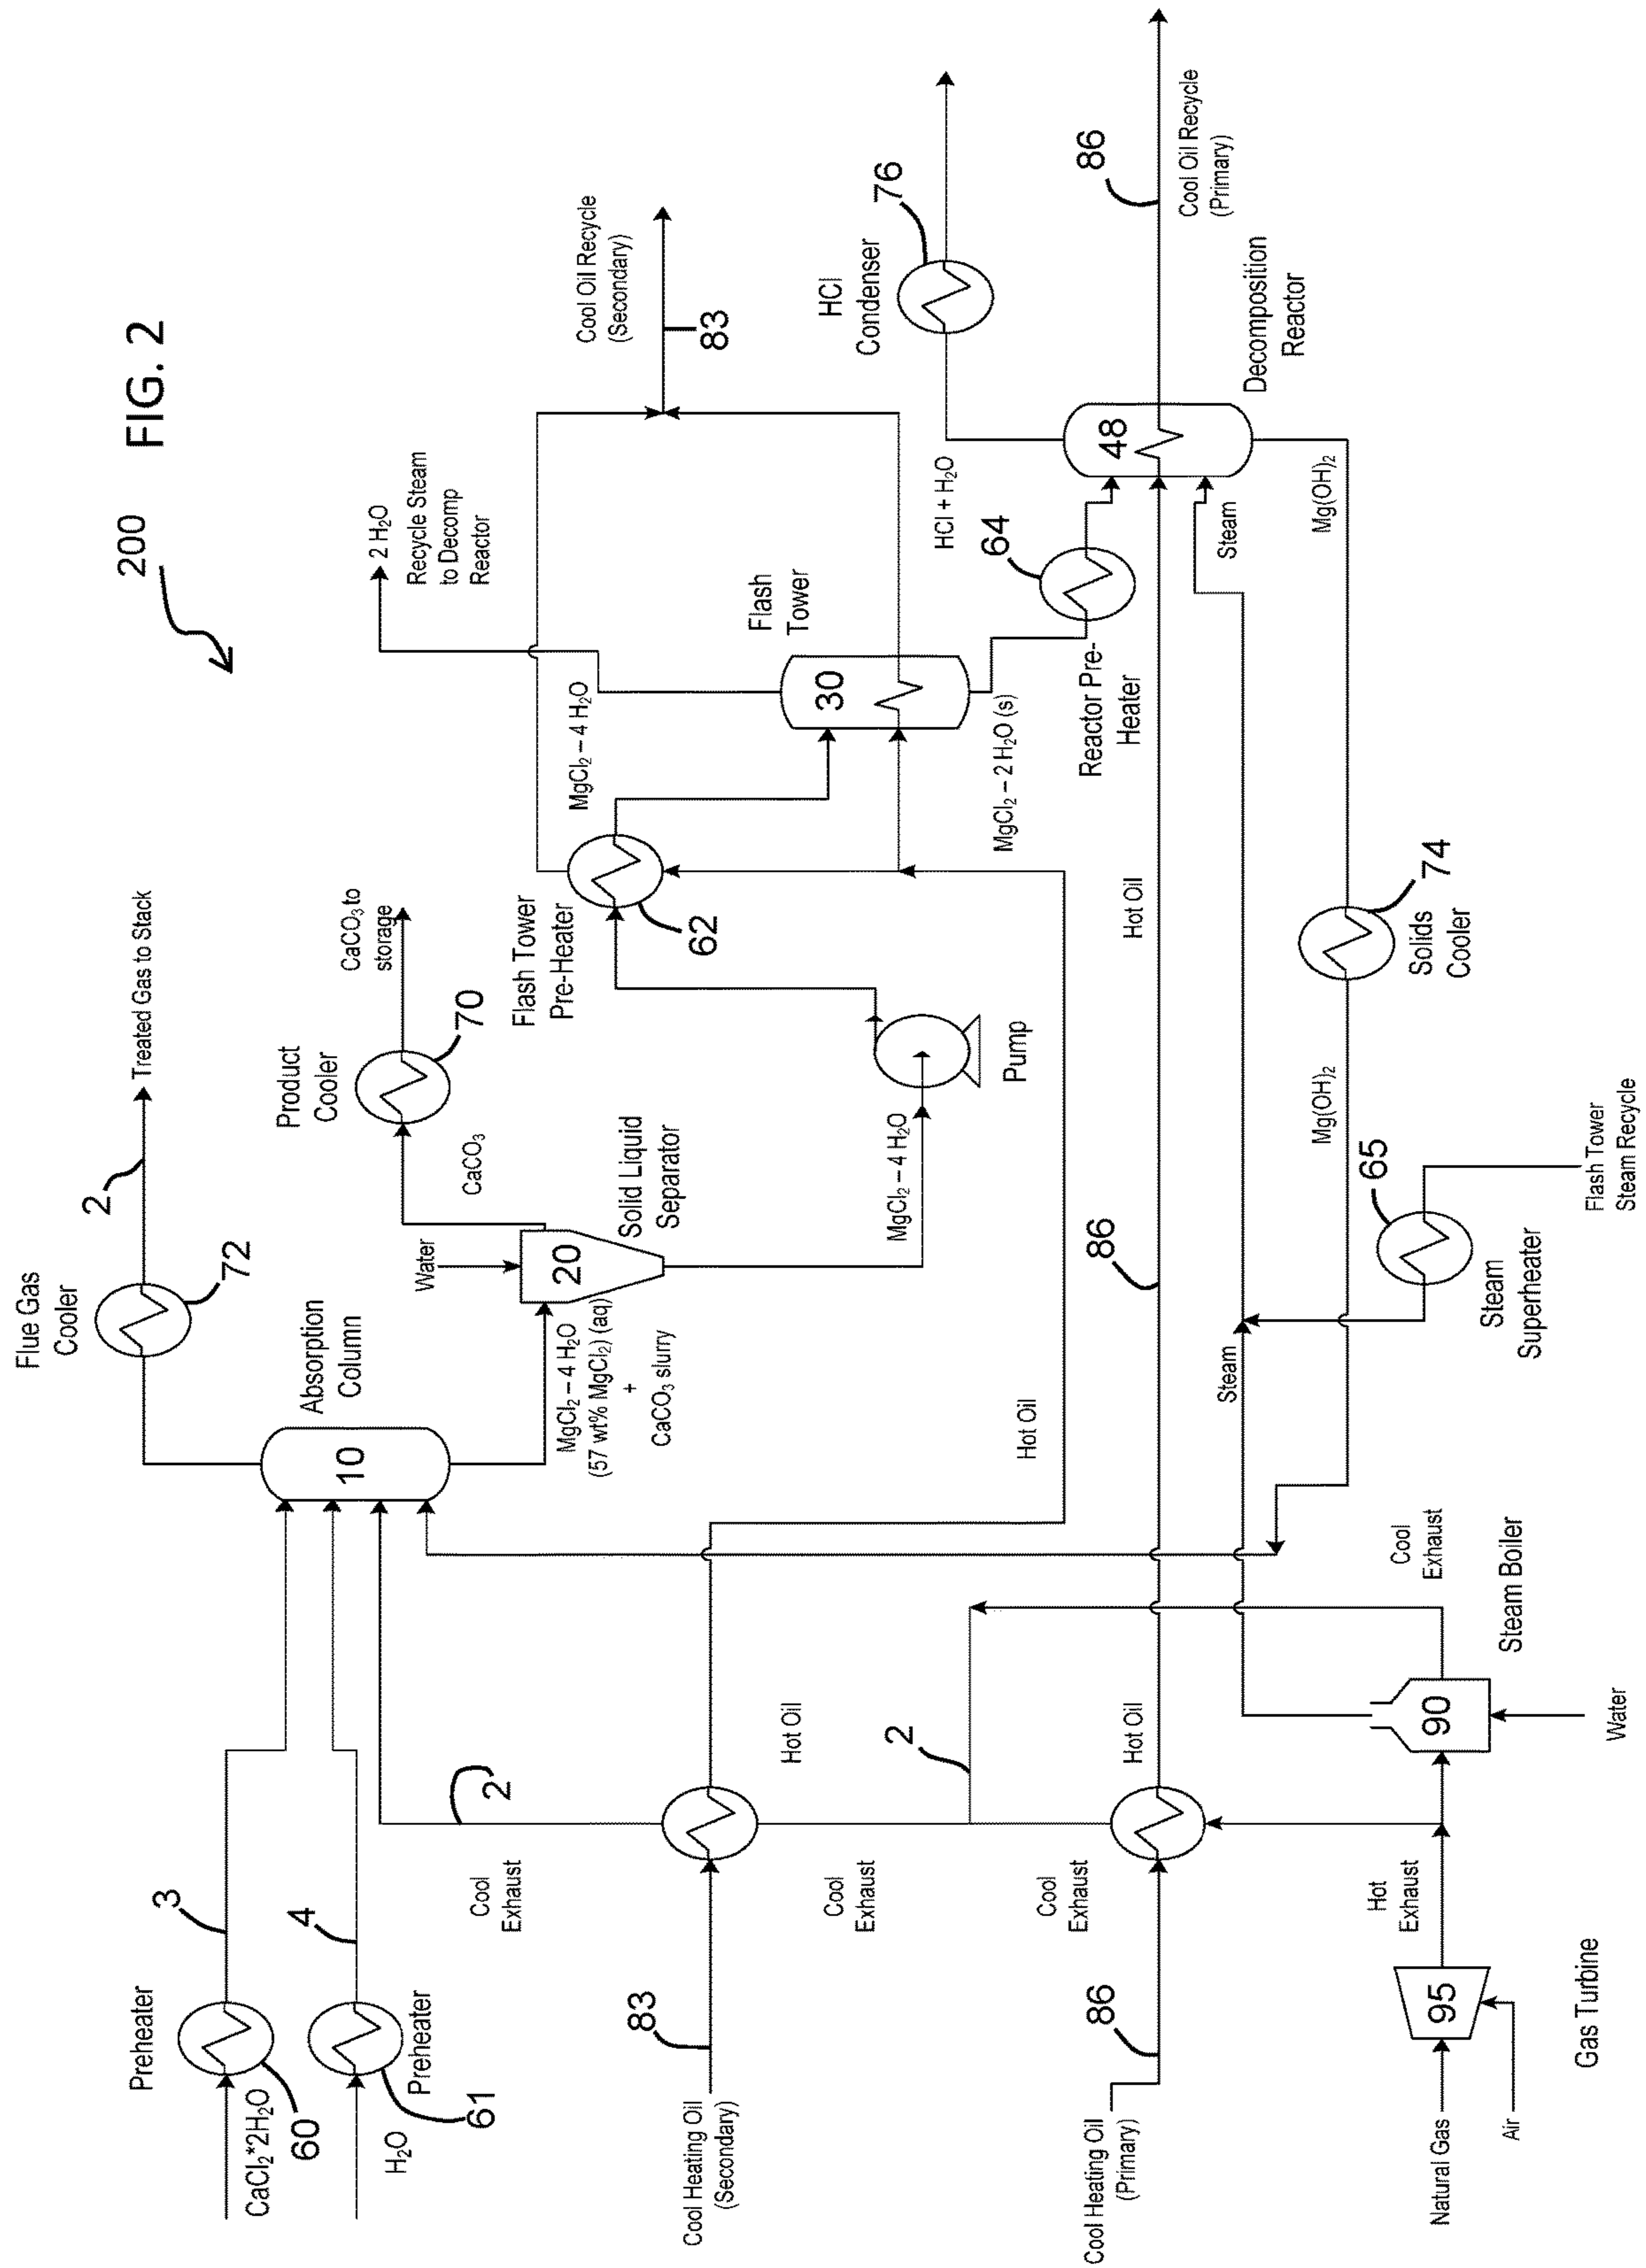 200
FIG. 2
Flue Gas
Cooler
72
2
Treated Gas to Stack
Preheater
3
CaCl₂*2H₂O
60
4
Preheater
61
H₂O
Absorption
Column
10
Product
Cooler
70
CaCO₃ to
storage
CaCO₃
Water
20
Solid Liquid
Separator
MgCl₂ – 4 H₂O
(57 wt% MgCl₂) (aq)
+
CaCO₃ slurry
MgCl₂ – 4 H₂O
Pump
Flash Tower
Pre-Heater
62
MgCl₂ – 4 H₂O
2 H₂O
Recycle Steam
to Decomp
Reactor
Flash
Tower
30
MgCl₂ – 2 H₂O (s)
Cool Oil Recycle
(Secondary)
83
Reactor Pre-
Heater
64
HCl + H₂O
HCl
Condenser
76
48
Decomposition
Reactor
86
Cool Oil Recycle
(Primary)
Steam
Mg(OH)₂
Cool
Exhaust
2
Cool Heating Oil
(Secondary)
83
Hot Oil
Cool
Exhaust
Hot Oil
2
Cool
Exhaust
Cool Heating Oil
(Primary)
86
Hot Oil
86
Hot Oil
Hot
Exhaust
Natural Gas
Air
95
Gas Turbine
90
Water
Steam Boiler
Cool
Exhaust
Steam
Steam
Superheater
65
Flash Tower
Steam Recycle
Mg(OH)₂
Solids
Cooler
74